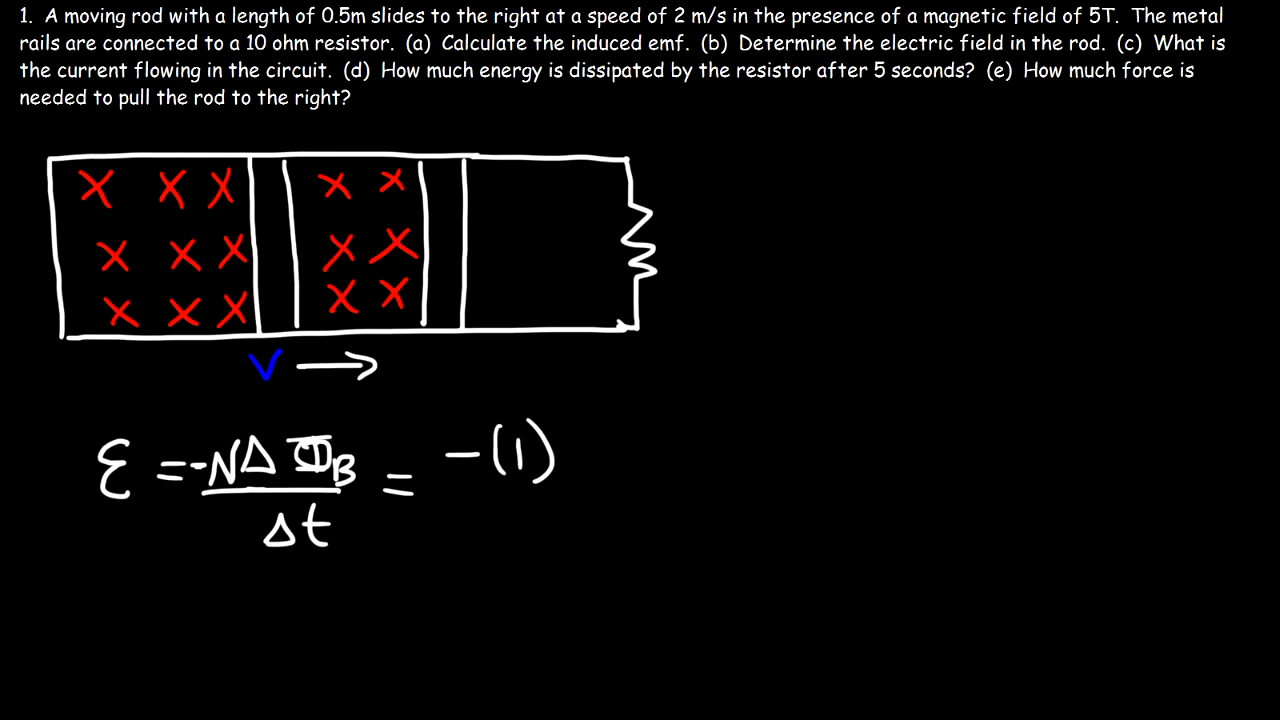 1. A moving rod with a length of 0.5m slides to the right at a speed of 2 m/s in the presence of a magnetic field of 5T. The metal
rails are connected to a 10 ohm resistor. (a) Calculate the induced emf. (b) Determine the electric field in the rod. (c) What is
the current flowing in the circuit. (d) How much energy is dissipated by the resistor after 5 seconds? (e) How much force is
needed to pull the rod to the right?
X X X X X
X X X X X
X X X X X
V →
ℰ = -NΔΦ_B / Δt = -(1)